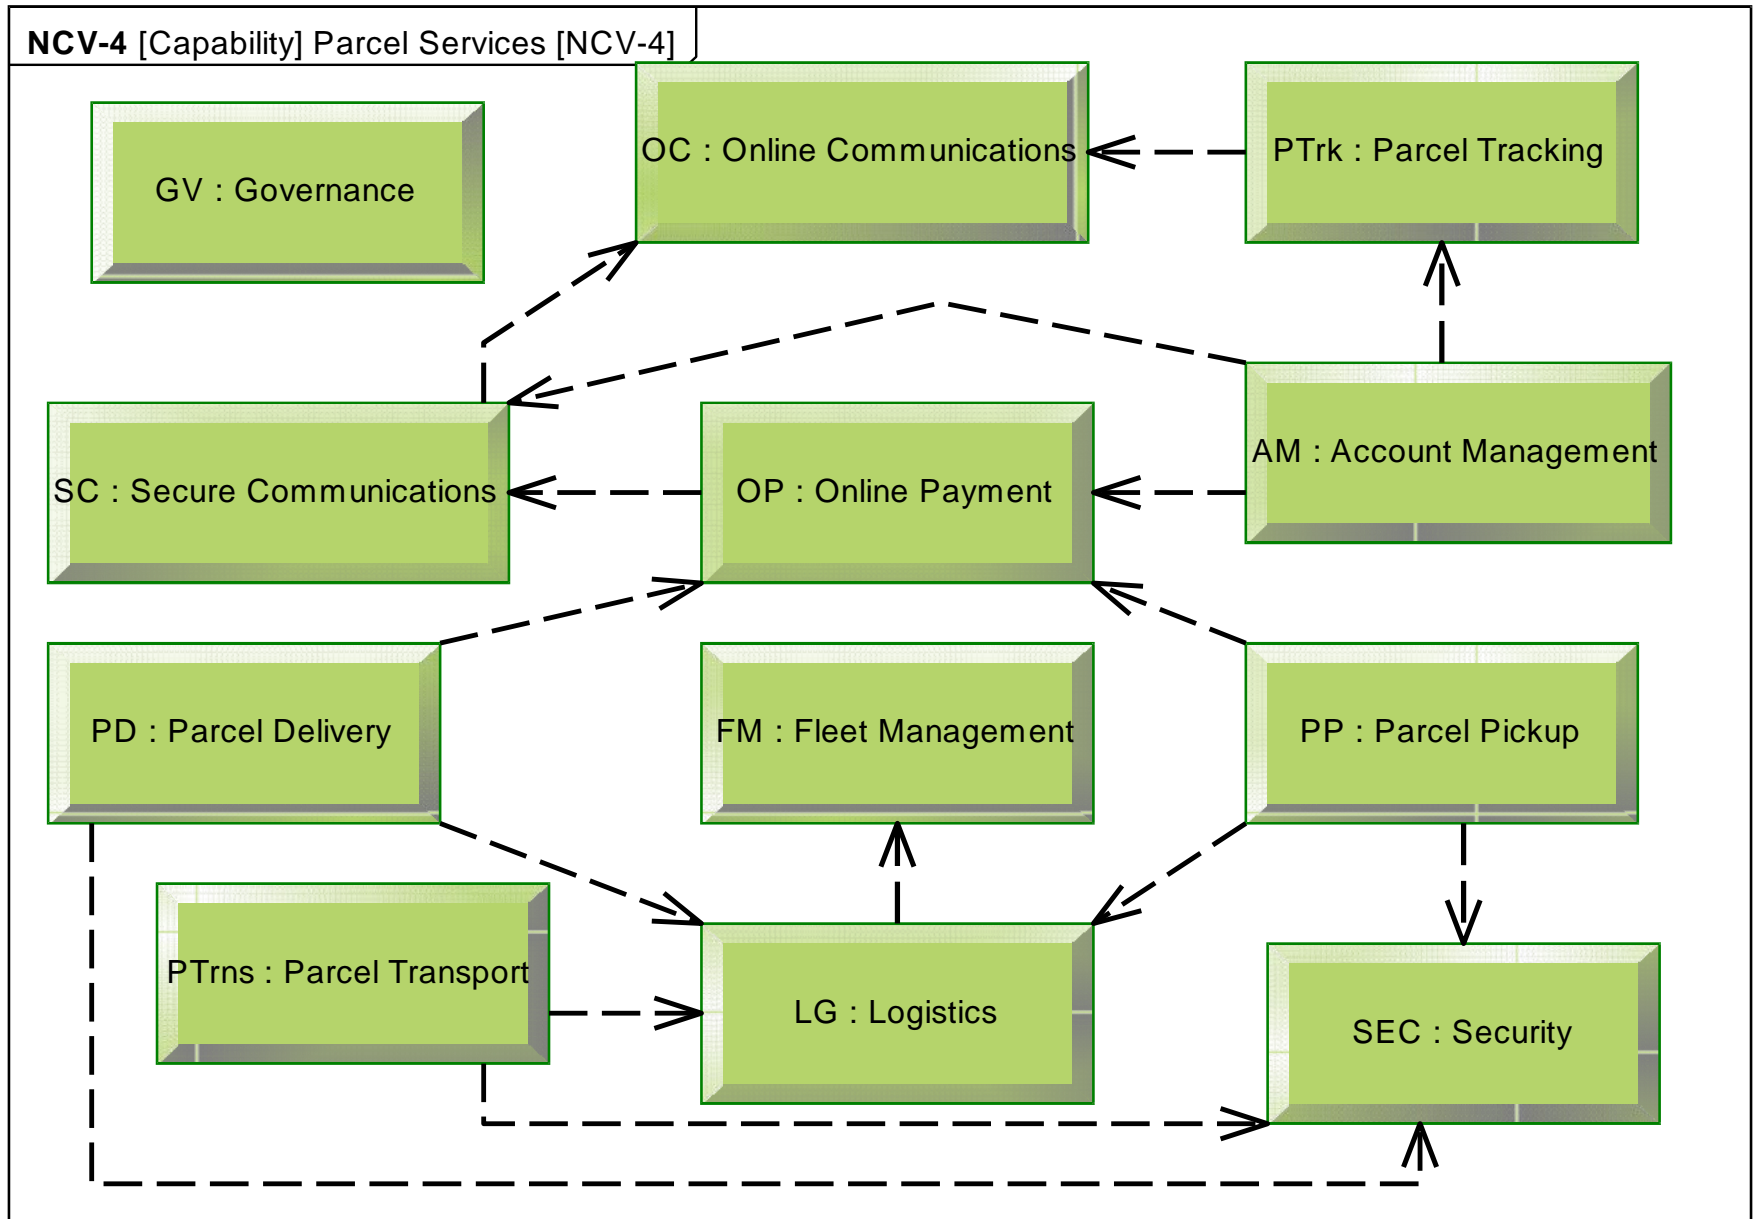 NCV-4 [Capability] Parcel Services [NCV-4]
GV : Governance
OC : Online Communications
PTrk : Parcel Tracking
SC : Secure Communications
OP : Online Payment
AM : Account Management
PD : Parcel Delivery
FM : Fleet Management
PP : Parcel Pickup
PTrns : Parcel Transport
LG : Logistics
SEC : Security